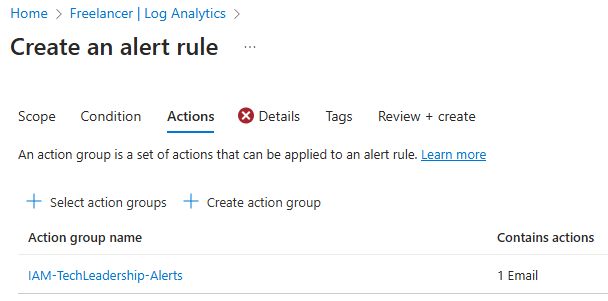 Home > Freelancer | Log Analytics >
Create an alert rule ...
Scope Condition Actions Details Tags Review + create
An action group is a set of actions that can be applied to an alert rule. Learn more
+ Select action groups + Create action group
Action group name Contains actions
IAM-TechLeadership-Alerts 1 Email